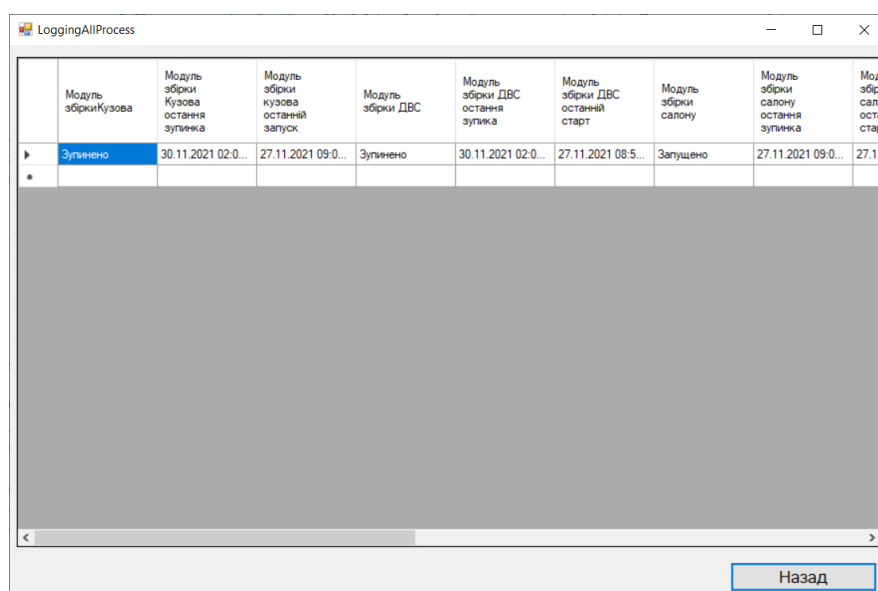 LoggingAllProcess
Модуль
збіркиКузова
Модуль
збірки
Кузова
остання
зупинка
Модуль
збірки
кузова
останній
запуск
Модуль
збірки ДВС
Модуль
збірки ДВС
остання
зупика
Модуль
збірки ДВС
останній
старт
Модуль
збірки
салону
Модуль
збірки
салону
остання
зупинка
Зупинено
30.11.2021 02:0...
27.11.2021 09:0...
Зупинено
30.11.2021 02:0...
27.11.2021 08:5...
Запущено
27.11.2021 09:0...
27.1
Назад